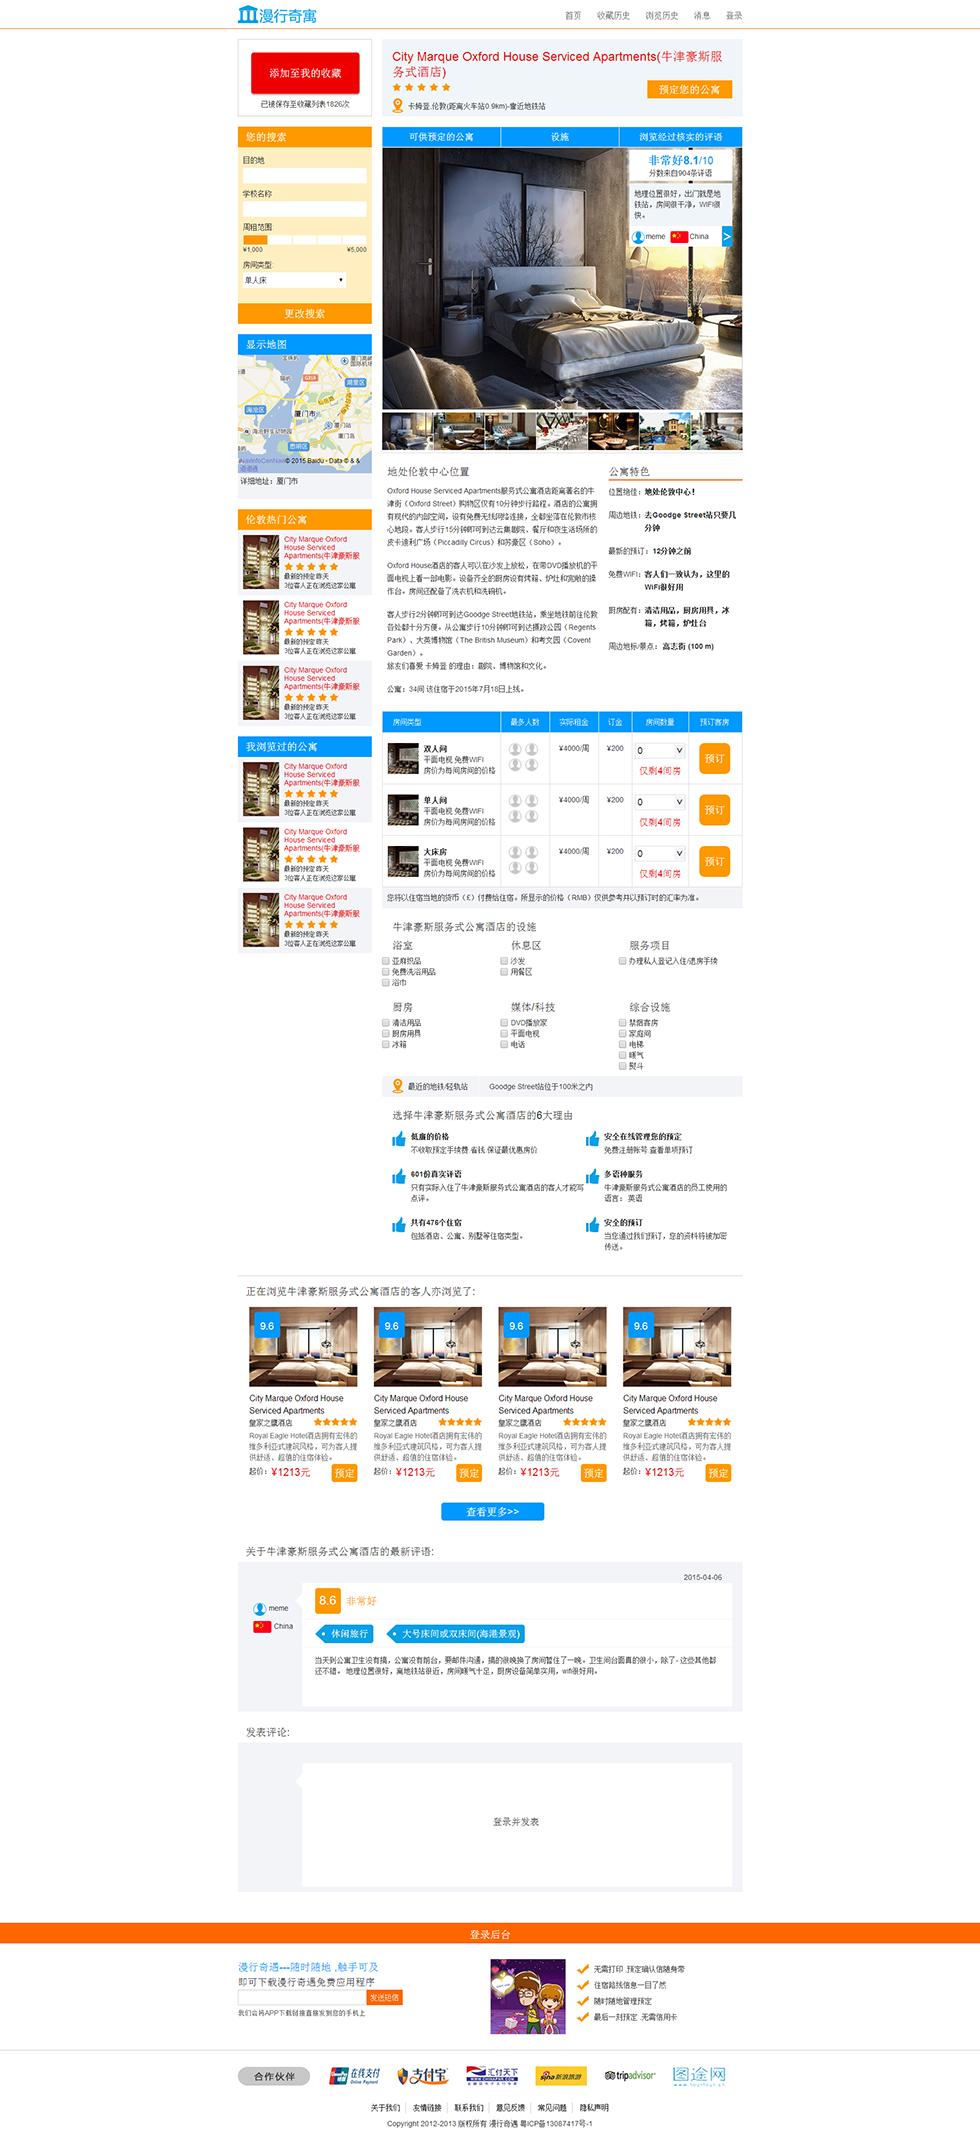 漫行奇寓
首页 收藏历史 浏览历史 消息 登录
添加至我的收藏
已被保存至收藏列表1826次
City Marque Oxford House Serviced Apartments(牛津豪斯服
务式酒店)
预定您的公寓
卡姆登,伦敦(距离火车站0.9km)-靠近地铁站
您的搜索
目的地
学校名称
周租范围:
¥1,000 ¥5,000
房间类型:
单人床
更改搜索
显示地图
厦门市
© 2015 Baidu - Data © & &
详细地址：厦门市
伦敦热门公寓
City Marque Oxford
House Serviced
Apartments(牛津豪斯服
最新的预定:昨天
3位客人正在浏览这家公寓
City Marque Oxford
House Serviced
Apartments(牛津豪斯服
最新的预定:昨天
3位客人正在浏览这家公寓
City Marque Oxford
House Serviced
Apartments(牛津豪斯服
最新的预定:昨天
3位客人正在浏览这家公寓
我浏览过的公寓
City Marque Oxford
House Serviced
Apartments(牛津豪斯服
最新的预定:昨天
3位客人正在浏览这家公寓
City Marque Oxford
House Serviced
Apartments(牛津豪斯服
最新的预定:昨天
3位客人正在浏览这家公寓
City Marque Oxford
House Serviced
Apartments(牛津豪斯服
最新的预定:昨天
3位客人正在浏览这家公寓
可供预定的公寓 设施 浏览经过核实的评语
非常好8.1/10
分数来自904条评语
地理位置很好，出门就是地
铁站，房间很干净，WIFI很
快。
meme China >
地处伦敦中心位置
Oxford House Serviced Apartments服务式公寓酒店距离著名的牛
津街（Oxford Street）购物区仅有10分钟步行路程。酒店的公寓拥
有现代的内部空间，设有免费无线网络连接，全都坐落在伦敦市核
心地段。客人步行15分钟即可到达云集剧院、餐厅和夜生活场所的
皮卡迪利广场（Piccadilly Circus）和苏豪区（Soho）。
Oxford House酒店的客人可以在沙发上放松，在带DVD播放机的平
面电视上看一部电影。设备齐全的厨房设有烤箱、炉灶和宽敞的操
作台。房间还配备了洗衣机和洗碗机。
客人步行2分钟即可到达Goodge Street地铁站，乘坐地铁前往伦敦
各处都十分方便。从公寓步行10分钟即可到达摄政公园（Regents
Park）、大英博物馆（The British Museum）和考文园（Covent
Garden）。
旅友们喜爱 卡姆登 的理由：剧院、博物馆和文化。
公寓：34间 该住宿于2015年7月18日上线。
公寓特色
位置绝佳：地处伦敦中心！
周边地铁：去Goodge Street站只要几
分钟
最新的预订：12分钟之前
免费WIFI：客人们一致认为，这里的
WiFi很好用
厨房配有：清洁用品，厨房用具，冰
箱，烤箱，炉灶台
周边地标/景点：高志街 (100 m)
房间类型 最多人数 实际租金 订金 房间数量 预订客房
双人间
平面电视 免费WIFI
房价为每间房间的价格
¥4000/周 ¥200 0 仅剩4间房 预订
单人间
平面电视 免费WIFI
房价为每间房间的价格
¥4000/周 ¥200 0 仅剩4间房 预订
大床房
平面电视 免费WIFI
房价为每间房间的价格
¥4000/周 ¥200 0 仅剩4间房 预订
您将以住宿当地的货币（£）付费给住宿。所显示的价格（RMB）仅供参考并以预订时的汇率为准。
牛津豪斯服务式公寓酒店的设施
浴室 休息区 服务项目
亚麻织品 沙发 办理私人登记入住/退房手续
免费洗浴用品 用餐区
浴巾
厨房 媒体/科技 综合设施
清洁用品 DVD播放家 禁烟客房
厨房用具 平面电视 家庭间
冰箱 电话 电梯
暖气
熨斗
最近的地铁/轻轨站 Goodge Street站位于100米之内
选择牛津豪斯服务式公寓酒店的6大理由
低廉的价格
不收取预定手续费 省钱 保证最优惠房价
安全在线管理您的预定
免费注册账号 查看单项预订
601份真实评语
只有实际入住了牛津豪斯服务式公寓酒店的客人才能写
点评。
多语种服务
牛津豪斯服务式公寓酒店的员工使用的
语言： 英语
共有476个住宿
包括酒店、公寓、别墅等住宿类型。
安全的预订
当您通过我们预订，您的资料将被加密
传送。
正在浏览牛津豪斯服务式公寓酒店的客人亦浏览了:
9.6 9.6 9.6 9.6
City Marque Oxford House City Marque Oxford House City Marque Oxford House City Marque Oxford House
Serviced Apartments Serviced Apartments Serviced Apartments Serviced Apartments
皇家之鹰酒店 皇家之鹰酒店 皇家之鹰酒店 皇家之鹰酒店
Royal Eagle Hotel酒店拥有宏伟的 Royal Eagle Hotel酒店拥有宏伟的 Royal Eagle Hotel酒店拥有宏伟的 Royal Eagle Hotel酒店拥有宏伟的
维多利亚式建筑风格，可为客人提 维多利亚式建筑风格，可为客人提 维多利亚式建筑风格，可为客人提 维多利亚式建筑风格，可为客人提
供舒适、超值的住宿体验。 供舒适、超值的住宿体验。 供舒适、超值的住宿体验。 供舒适、超值的住宿体验。
起价：¥1213元 预定 起价：¥1213元 预定 起价：¥1213元 预定 起价：¥1213元 预定
查看更多>>
关于牛津豪斯服务式公寓酒店的最新评语:
2015-04-06
meme
China
8.6 非常好
休闲旅行 大号床间或双床间(海港景观)
当天到公寓卫生没有搞，公寓没有前台，要邮件沟通，搞的很晚换了房间暂住了一晚。卫生间台面真的很小，除了- 这些其他都
还不错。 地理位置很好，离地铁站很近，房间暖气十足，厨房设备简单实用，wifi很好用。
发表评论:
登录并发表
登录后台
漫行奇遇---随时随地 ,触手可及
即可下载漫行奇遇免费应用程序
发送短信
我们会将APP下载链接直接发到您的手机上
无需打印 .预定确认信随身带
住宿路线信息一目了然
随时随地管理预定
最后一刻预定 .无需信用卡
合作伙伴 在线支付 Online Payment 支付宝 汇付天下 sina新浪旅游 tripadvisor 图途网
关于我们 友情链接 联系我们 意见反馈 常见问题 隐私声明
Copyright 2012-2013 版权所有 漫行奇遇 粤ICP备13087417号-1